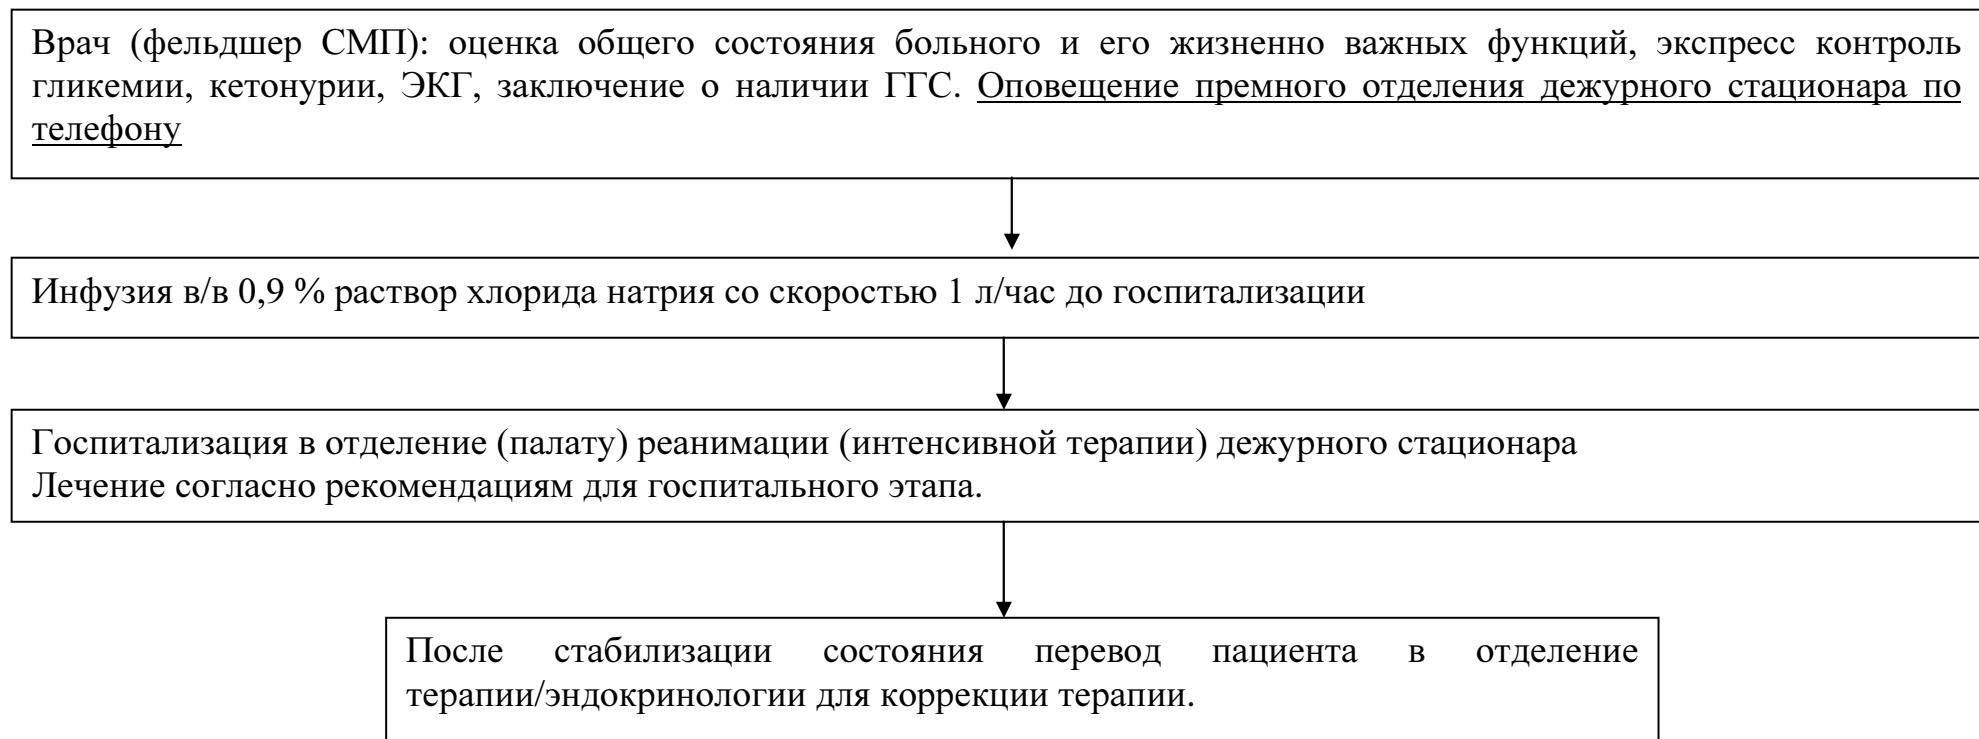 Врач (фельдшер СМП): оценка общего состояния больного и его жизненно важных функций, экспресс контроль
гликемии, кетонурии, ЭКГ, заключение о наличии ГГС. Оповещение премного отделения дежурного стационара по
телефону
Инфузия в/в 0,9 % раствор хлорида натрия со скоростью 1 л/час до госпитализации
Госпитализация в отделение (палату) реанимации (интенсивной терапии) дежурного стационара
Лечение согласно рекомендациям для госпитального этапа.
После стабилизации состояния перевод пациента в отделение
терапии/эндокринологии для коррекции терапии.